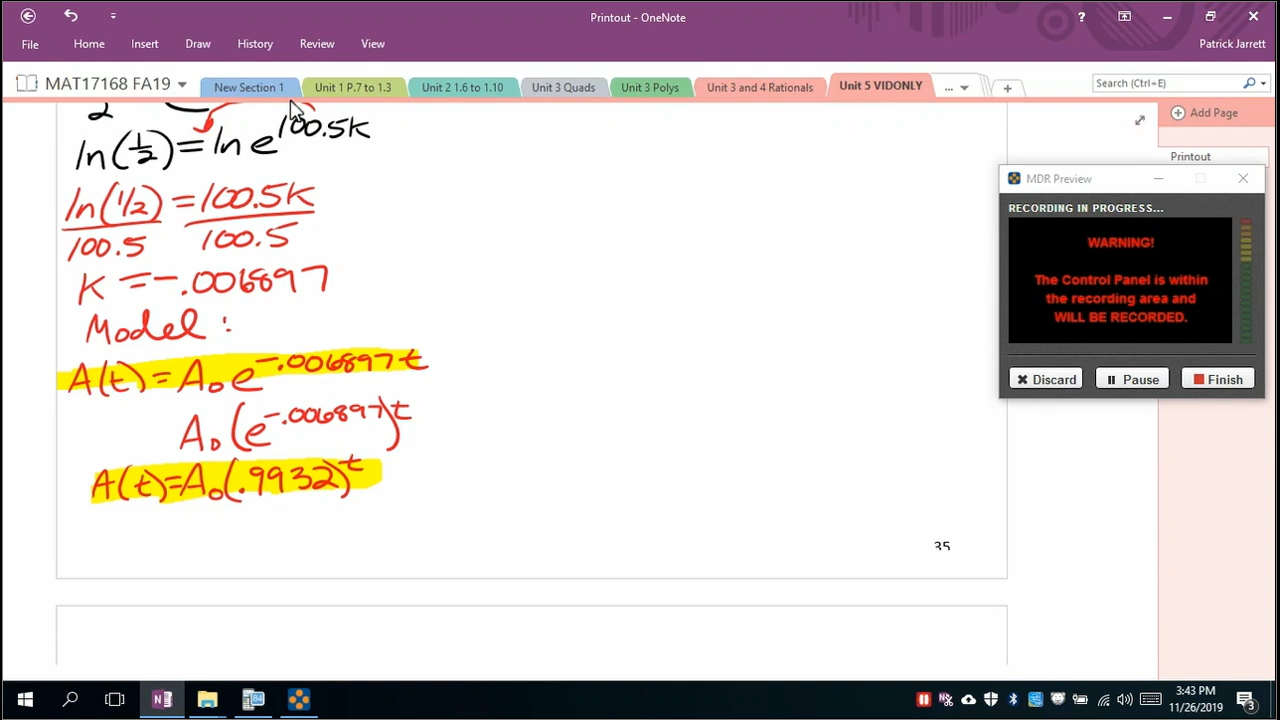 Printout - OneNote
?
File Home Insert Draw History Review View
Patrick Jarrett
MAT17168 FA19
New Section 1
Unit 1 P.7 to 1.3
Unit 2 1.6 to 1.10
Unit 3 Quads
Unit 3 Polys
Unit 3 and 4 Rationals
Unit 5 VIDONLY
...
+
Search (Ctrl+E)
Add Page
Printout
2
ln(1/2) = ln e^100.5K
ln(1/2) = 100.5K
100.5 100.5
K = -.006897
Model :
A(t) = A₀ e^-.006897t
A₀ (e^-.006897)^t
A(t) = A₀ (.9932)^t
35
MDR Preview
RECORDING IN PROGRESS...
WARNING!
The Control Panel is within
the recording area and
WILL BE RECORDED.
Discard
Pause
Finish
3:43 PM
11/26/2019
3